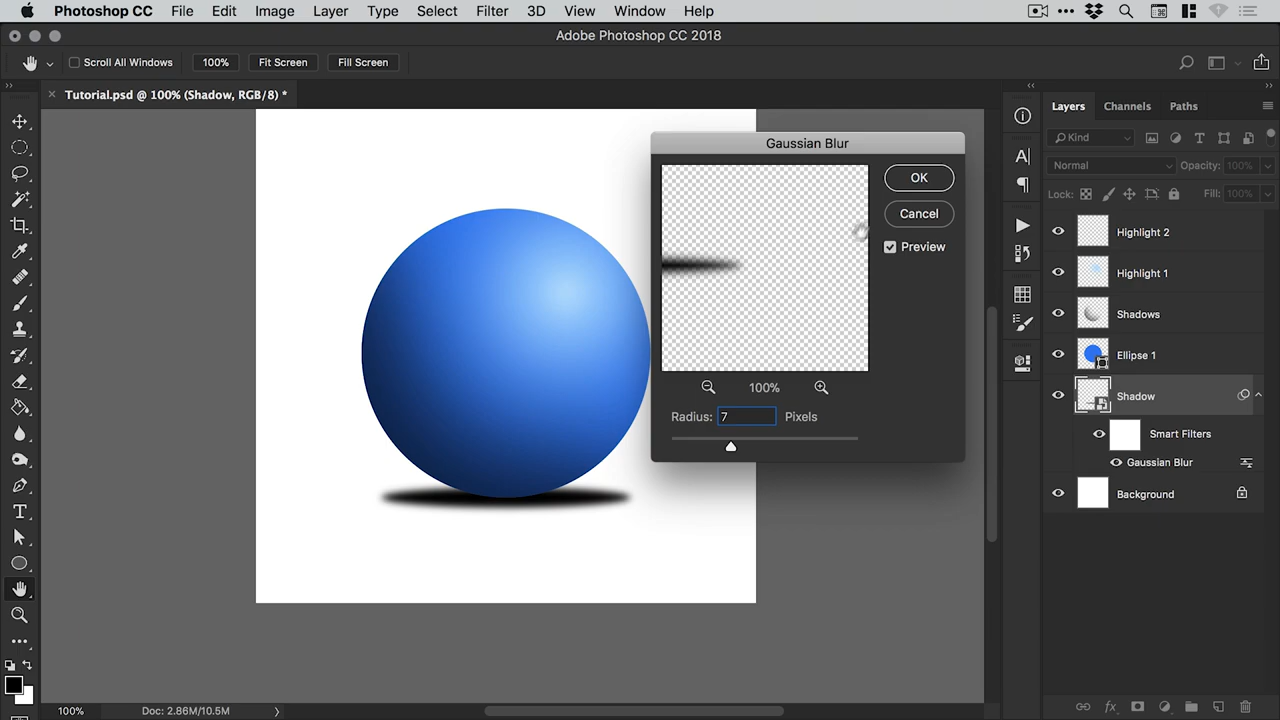 Photoshop CC File Edit Image Layer Type Select Filter 3D View Window Help
Adobe Photoshop CC 2018
Scroll All Windows 100% Fit Screen Fill Screen
× Tutorial.psd @ 100% (Shadow, RGB/8) *
Layers Channels Paths
Gaussian Blur
Kind
Normal Opacity: 100%
OK
Lock: Fill: 100%
Cancel
Highlight 2
Preview
Highlight 1
Shadows
Ellipse 1
100%
Shadow
Radius: 7 Pixels
Smart Filters
Gaussian Blur
Background
100% Doc: 2.86M/10.5M